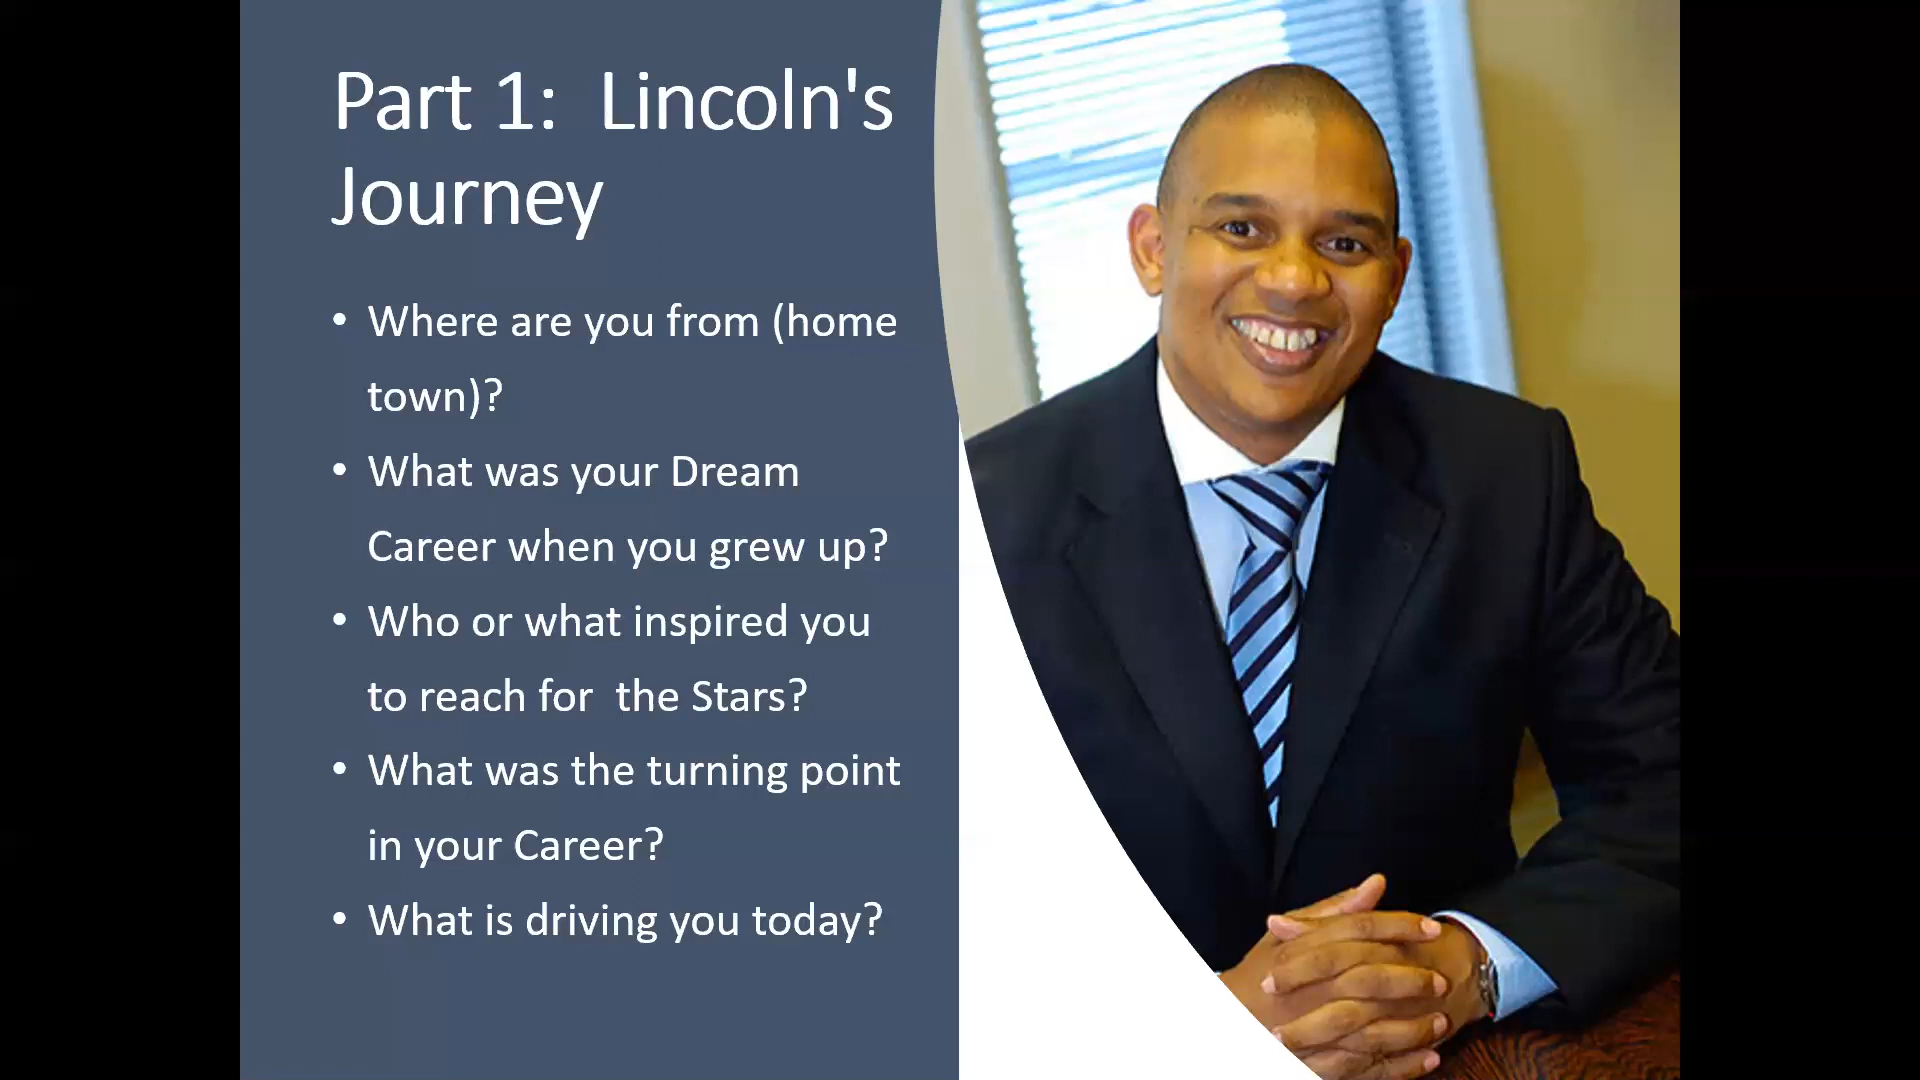 Part 1:  Lincoln's
Journey
• Where are you from (home
town)?
• What was your Dream
Career when you grew up?
• Who or what inspired you
to reach for  the Stars?
• What was the turning point
in your Career?
• What is driving you today?